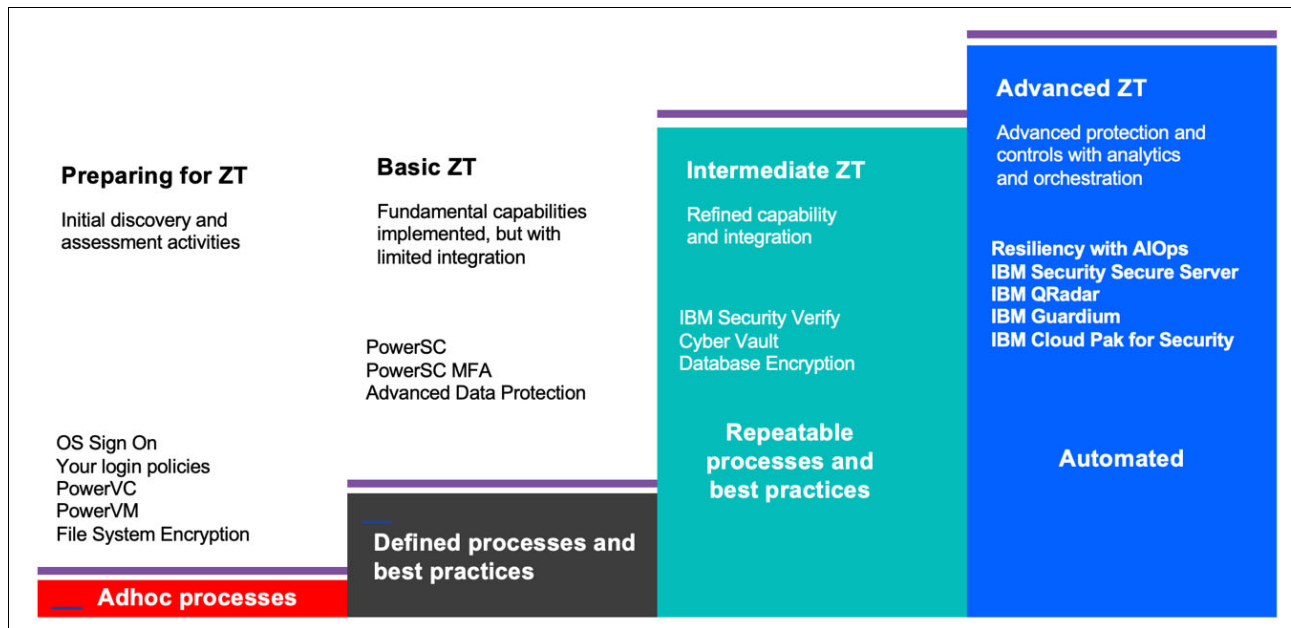 Preparing for ZT
Initial discovery and
assessment activities
OS Sign On
Your login policies
PowerVC
PowerVM
File System Encryption
Adhoc processes
Basic ZT
Fundamental capabilities
implemented, but with
limited integration
PowerSC
PowerSC MFA
Advanced Data Protection
Defined processes and
best practices
Intermediate ZT
Refined capability
and integration
IBM Security Verify
Cyber Vault
Database Encryption
Repeatable
processes and
best practices
Advanced ZT
Advanced protection and
controls with analytics
and orchestration
Resiliency with AIOps
IBM Security Secure Server
IBM QRadar
IBM Guardium
IBM Cloud Pak for Security
Automated